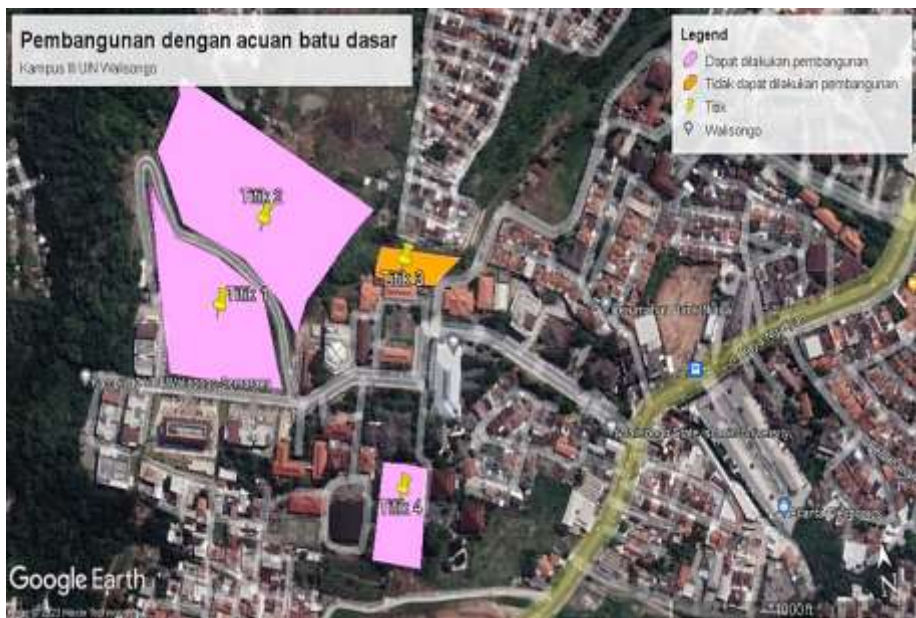 Pembangunan dengan acuan batu dasar
Kampus III UIN Walisongo
Legend
Dapat dilakukan pembangunan
Tidak dapat dilakukan pembangunan
Titik
Walisongo
Titik 2
Titik 3
Titik 1
Titik 4
Google Earth
1000 ft
N